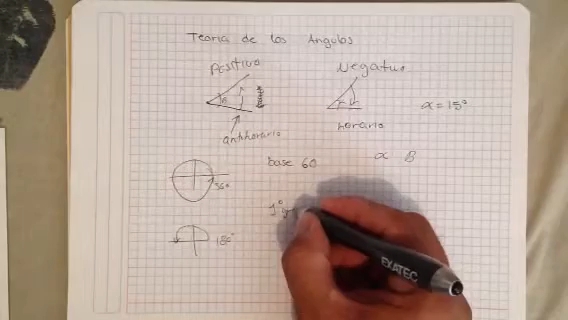 Teoria de los Angulos
Positivo
Negativo
θ
α = 15°
antihorario
horario
base 60
α β
360
180°
1°
EXATEC